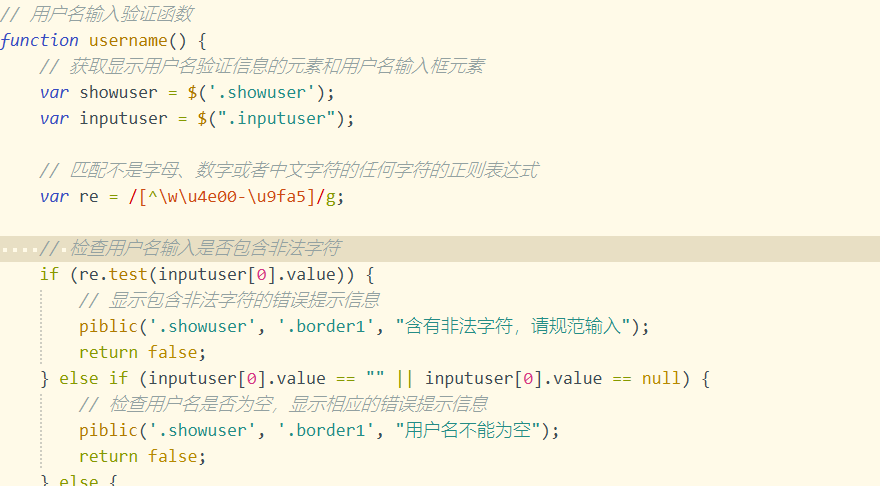 // 用户名输入验证函数
function username() {
// 获取显示用户名验证信息的元素和用户名输入框元素
var showuser = $('.showuser');
var inputuser = $(".inputuser");
// 匹配不是字母、数字或者中文字符的任何字符的正则表达式
var re = /[^\w\u4e00-\u9fa5]/g;
// 检查用户名输入是否包含非法字符
if (re.test(inputuser[0].value)) {
// 显示包含非法字符的错误提示信息
piblic('.showuser', '.border1', "含有非法字符，请规范输入");
return false;
} else if (inputuser[0].value == "" || inputuser[0].value == null) {
// 检查用户名是否为空，显示相应的错误提示信息
piblic('.showuser', '.border1', "用户名不能为空");
return false;
} else {